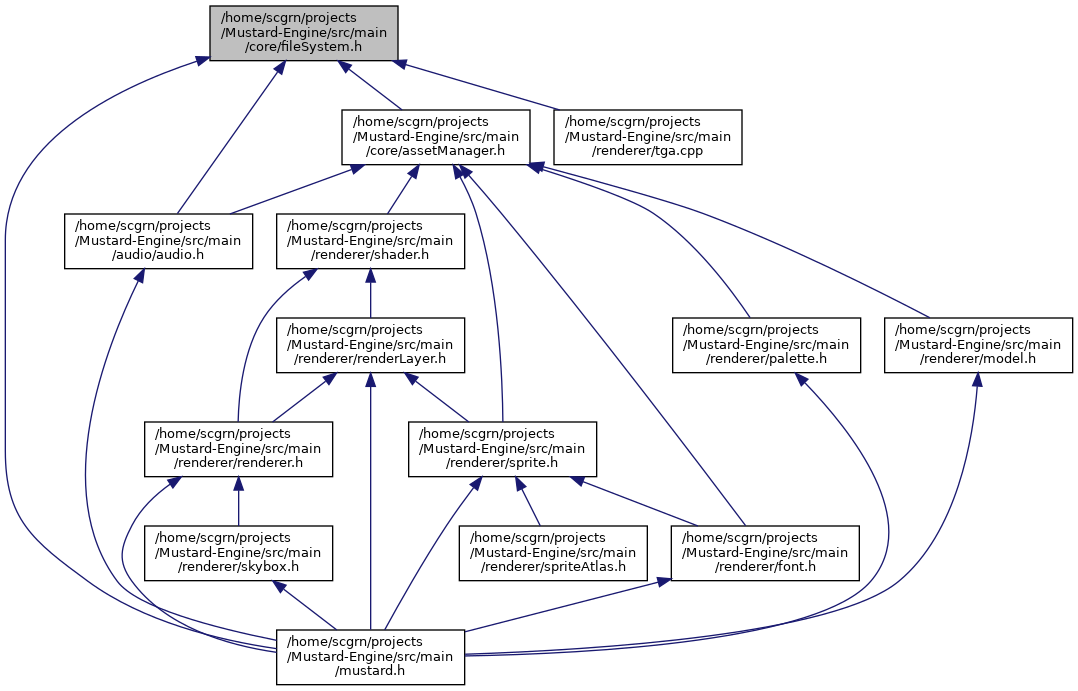 /home/scgrn/projects
/Mustard-Engine/src/main
/core/fileSystem.h
/home/scgrn/projects
/Mustard-Engine/src/main
/core/assetManager.h
/home/scgrn/projects
/Mustard-Engine/src/main
/renderer/tga.cpp
/home/scgrn/projects
/Mustard-Engine/src/main
/audio/audio.h
/home/scgrn/projects
/Mustard-Engine/src/main
/renderer/shader.h
/home/scgrn/projects
/Mustard-Engine/src/main
/renderer/renderLayer.h
/home/scgrn/projects
/Mustard-Engine/src/main
/renderer/palette.h
/home/scgrn/projects
/Mustard-Engine/src/main
/renderer/model.h
/home/scgrn/projects
/Mustard-Engine/src/main
/renderer/renderer.h
/home/scgrn/projects
/Mustard-Engine/src/main
/renderer/sprite.h
/home/scgrn/projects
/Mustard-Engine/src/main
/renderer/skybox.h
/home/scgrn/projects
/Mustard-Engine/src/main
/renderer/spriteAtlas.h
/home/scgrn/projects
/Mustard-Engine/src/main
/renderer/font.h
/home/scgrn/projects
/Mustard-Engine/src/main
/mustard.h